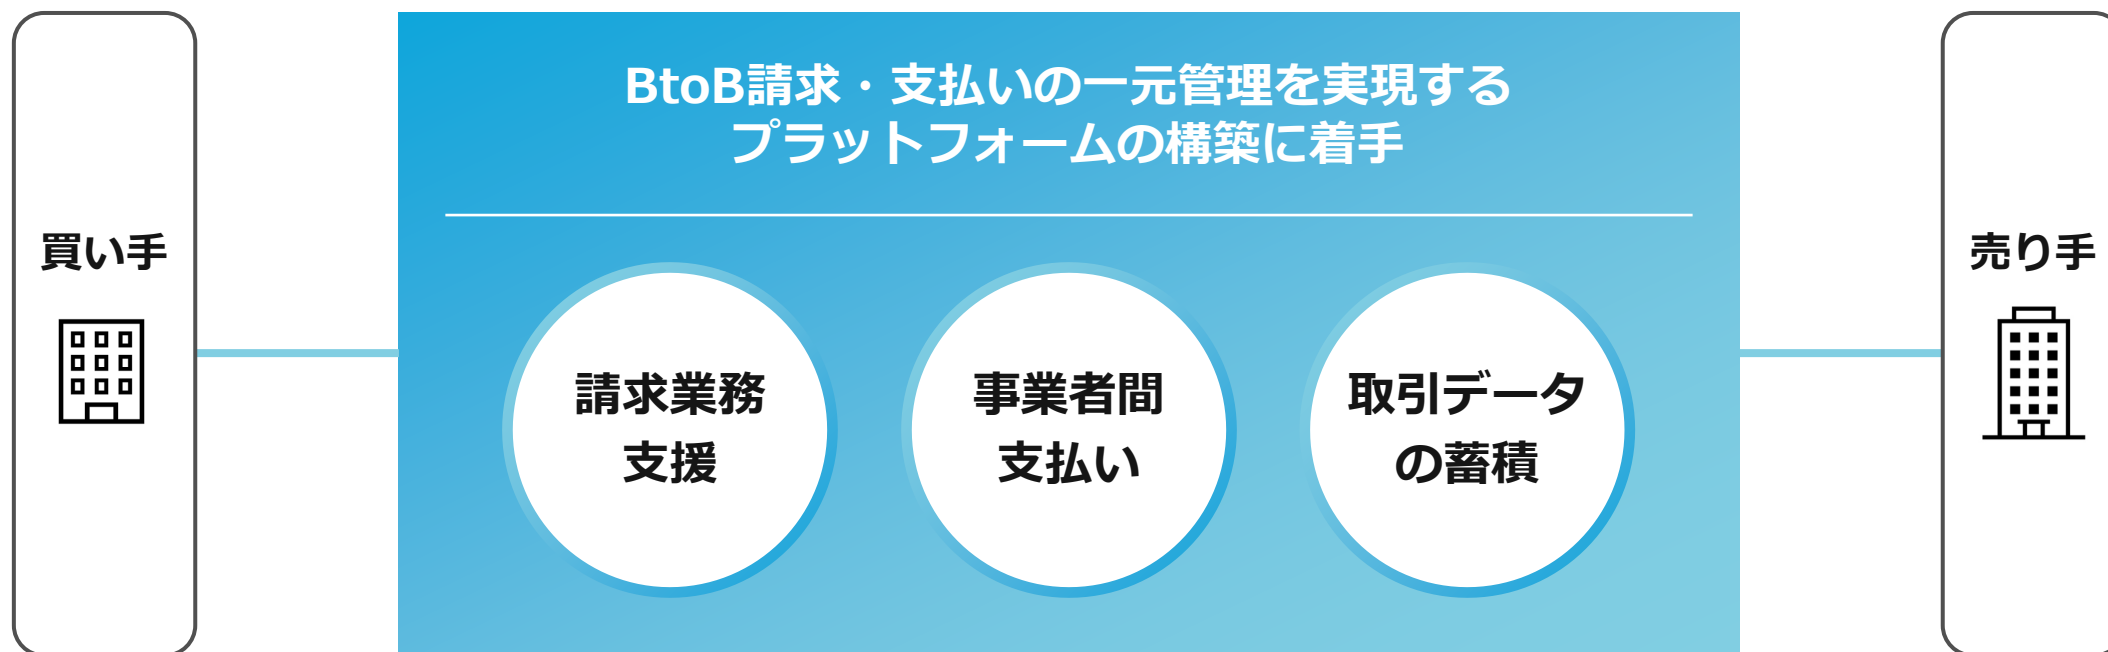 BtoB請求・支払いの一元管理を実現する
プラットフォームの構築に着手
買い手
請求業務
支援
事業者間
支払い
取引データ
の蓄積
売り手